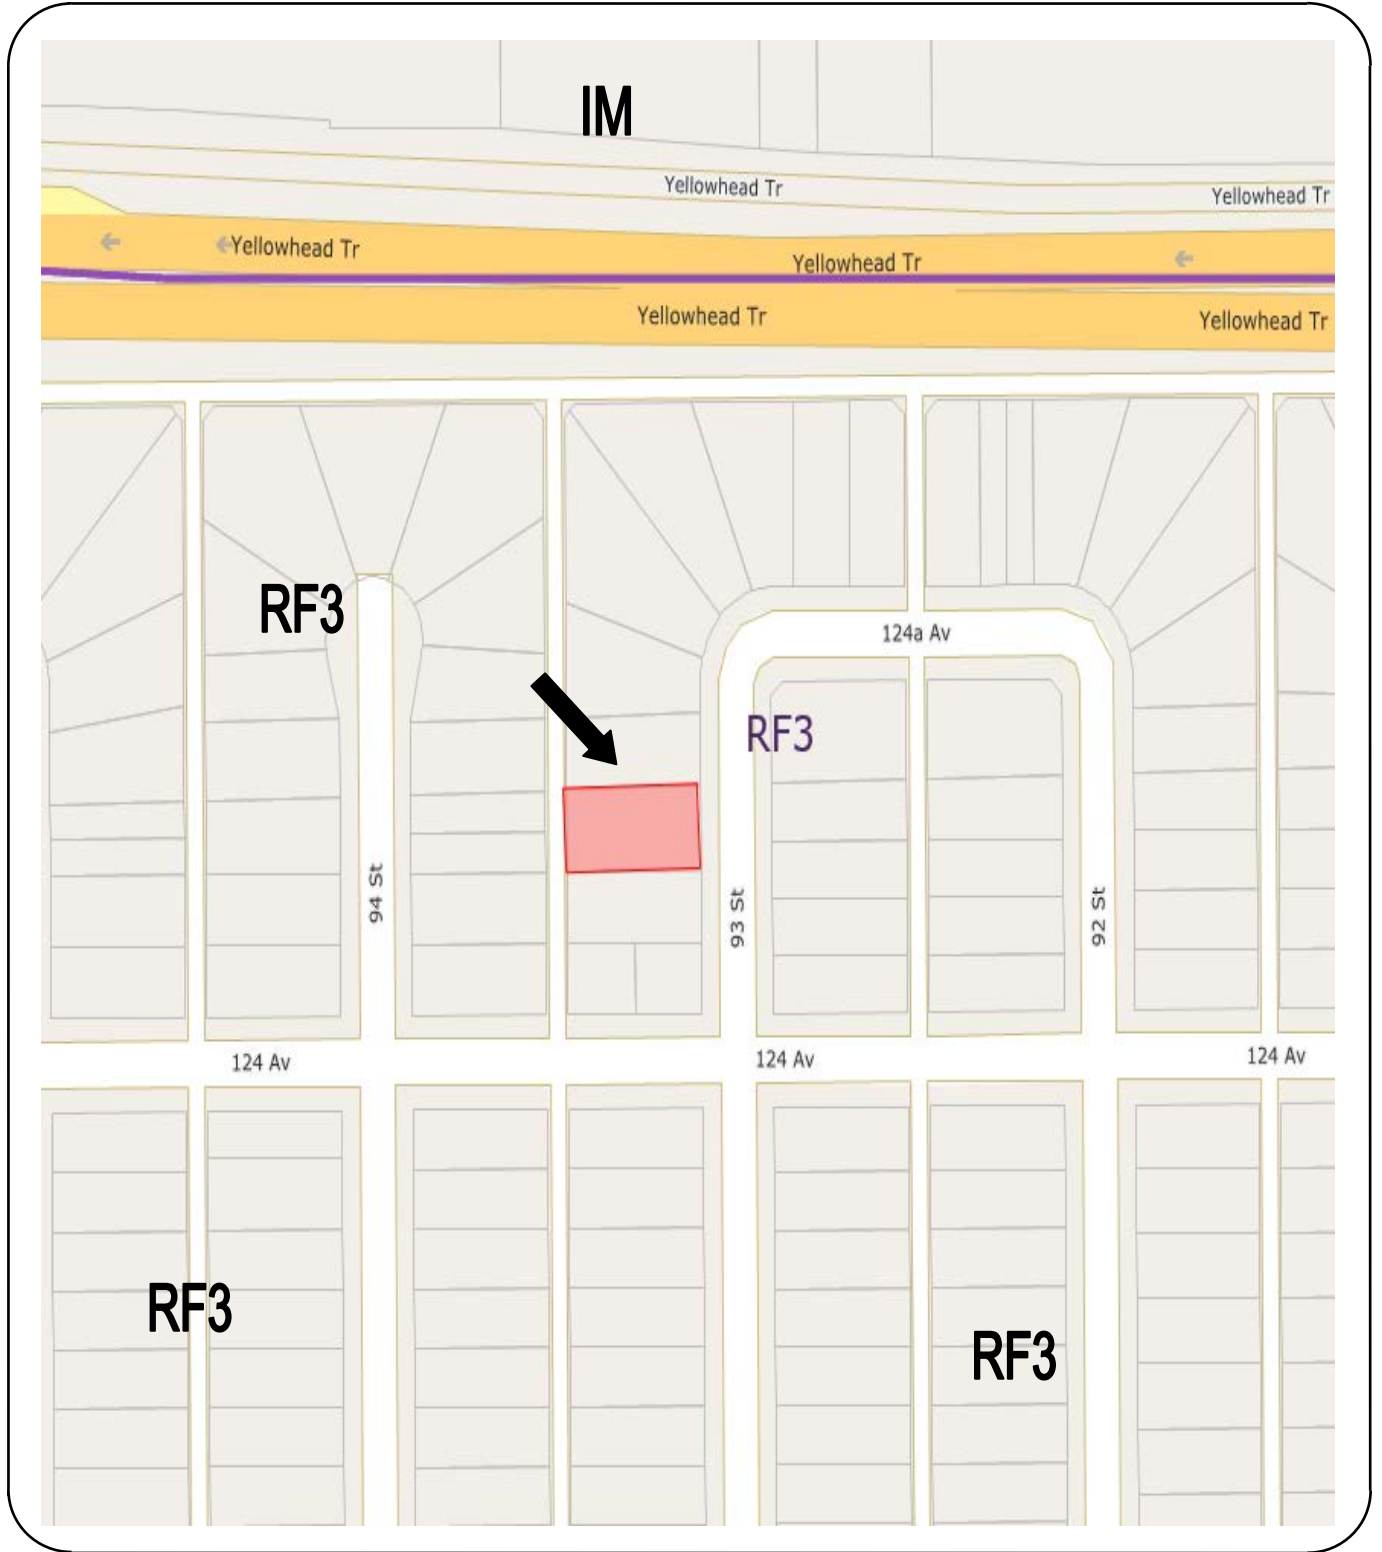 IM
Yellowhead Tr
Yellowhead Tr
Yellowhead Tr
Yellowhead Tr
Yellowhead Tr
Yellowhead Tr
RF3
124a Av
RF3
94 St
93 St
92 St
124 Av
124 Av
124 Av
RF3
RF3